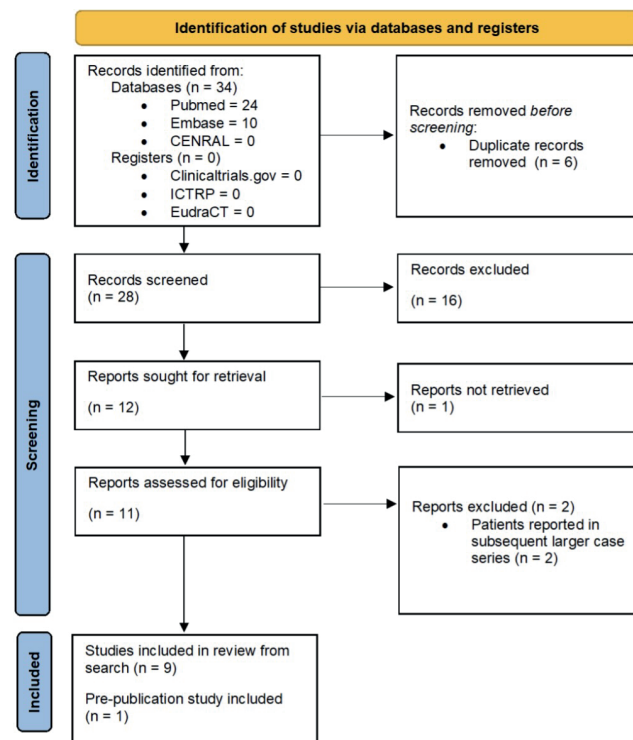 Identification of studies via databases and registers
Identification
Records identified from:
Databases (n = 34)
• Pubmed = 24
• Embase = 10
• CENRAL = 0
Registers (n = 0)
• Clinicaltrials.gov = 0
• ICTRP = 0
• EudraCT = 0
Records removed before
screening:
• Duplicate records
removed (n = 6)
Screening
Records screened
(n = 28)
Records excluded
(n = 16)
Reports sought for retrieval
(n = 12)
Reports not retrieved
(n = 1)
Reports assessed for eligibility
(n = 11)
Reports excluded (n = 2)
• Patients reported in
subsequent larger case
series (n = 2)
Included
Studies included in review from
search (n = 9)
Pre-publication study included
(n = 1)